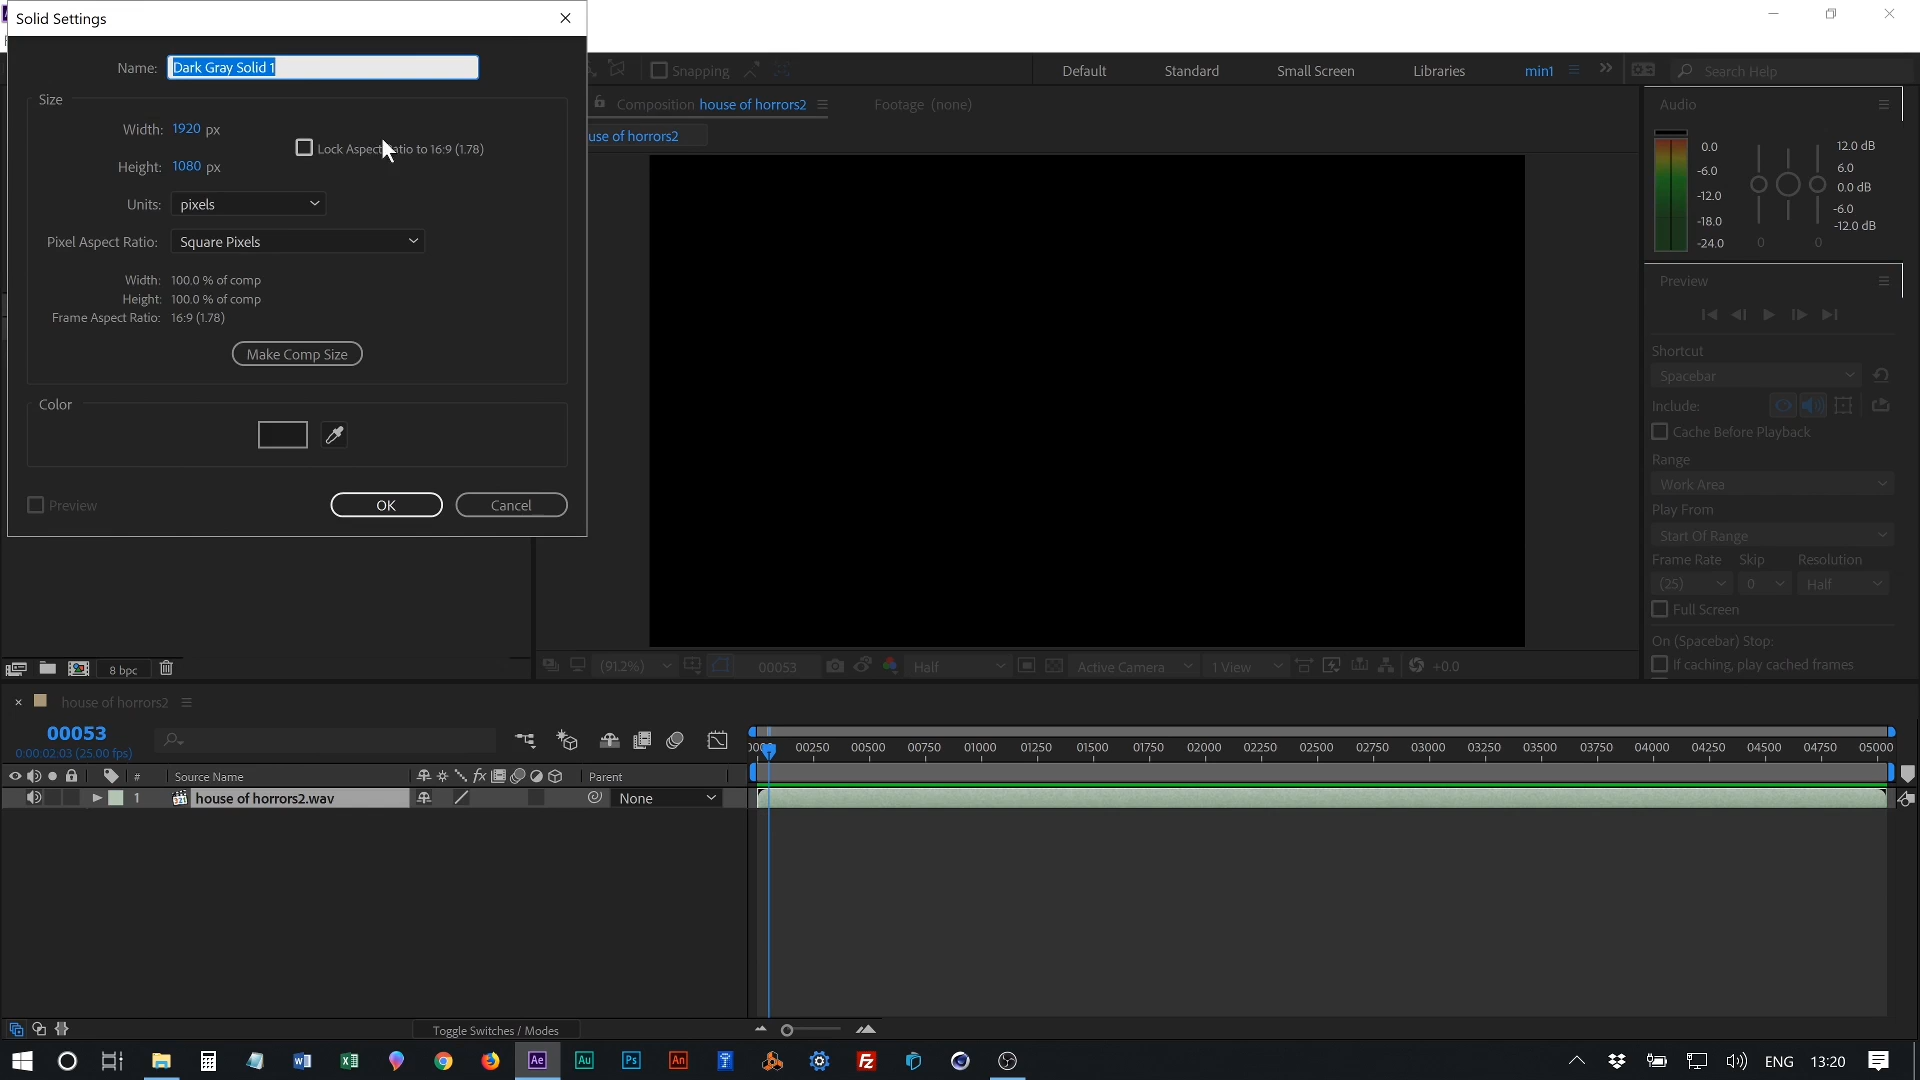 Solid Settings
Name: Dark Gray Solid 1
Size
Width: 1920 px
Lock Aspect Ratio to 16:9 (1.78)
Height: 1080 px
Units: pixels
Pixel Aspect Ratio: Square Pixels
Width: 100.0 % of comp
Height: 100.0 % of comp
Frame Aspect Ratio: 16:9 (1.78)
Make Comp Size
Color
Preview
OK
Cancel
Snapping
Default
Standard
Small Screen
Libraries
min1
Search Help
Composition house of horrors2
Footage (none)
use of horrors2
Audio
0.0
-6.0
-12.0
-18.0
-24.0
12.0 dB
6.0
0.0 dB
-6.0
-12.0 dB
0 0
Preview
Shortcut
Spacebar
Include:
Cache Before Playback
Range
Work Area
Play From
Start Of Range
Frame Rate Skip Resolution
(25) 0 Half
Full Screen
On (Spacebar) Stop:
If caching, play cached frames
8 bpc
(91.2%)
00053
Half
Active Camera
1 View
+0.0
house of horrors2
00053
0:00:02:03 (25.00 fps)
00250 00500 00750 01000 01250 01500 01750 02000 02250 02500 02750 03000 03250 03500 03750 04000 04250 04500 04750 05000
# Source Name
fx
Parent
1 house of horrors2.wav
None
Toggle Switches / Modes
Ae Au Ps An
Fz
ENG 13:20